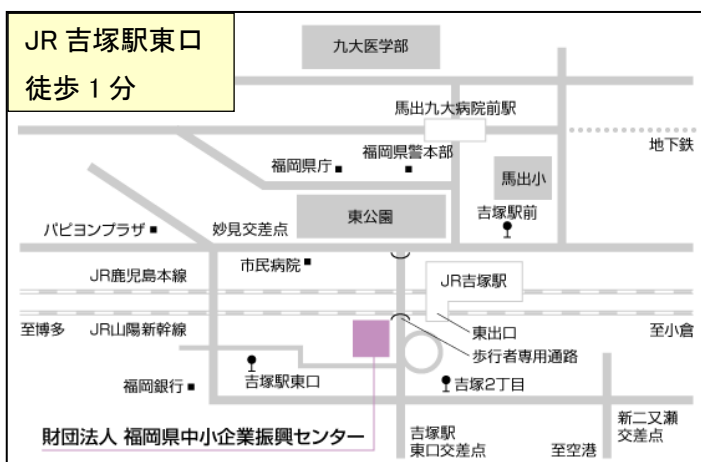 JR 吉塚駅東口
徒歩 1 分
九大医学部
馬出九大病院前駅
地下鉄
福岡県庁
福岡県警本部
馬出小
東公園
吉塚駅前
パピヨンプラザ
妙見交差点
市民病院
JR吉塚駅
JR鹿児島本線
至博多
JR山陽新幹線
東出口
至小倉
歩行者専用通路
吉塚駅東口
吉塚2丁目
福岡銀行
財団法人 福岡県中小企業振興センター
吉塚駅
東口交差点
至空港
新二又瀬
交差点